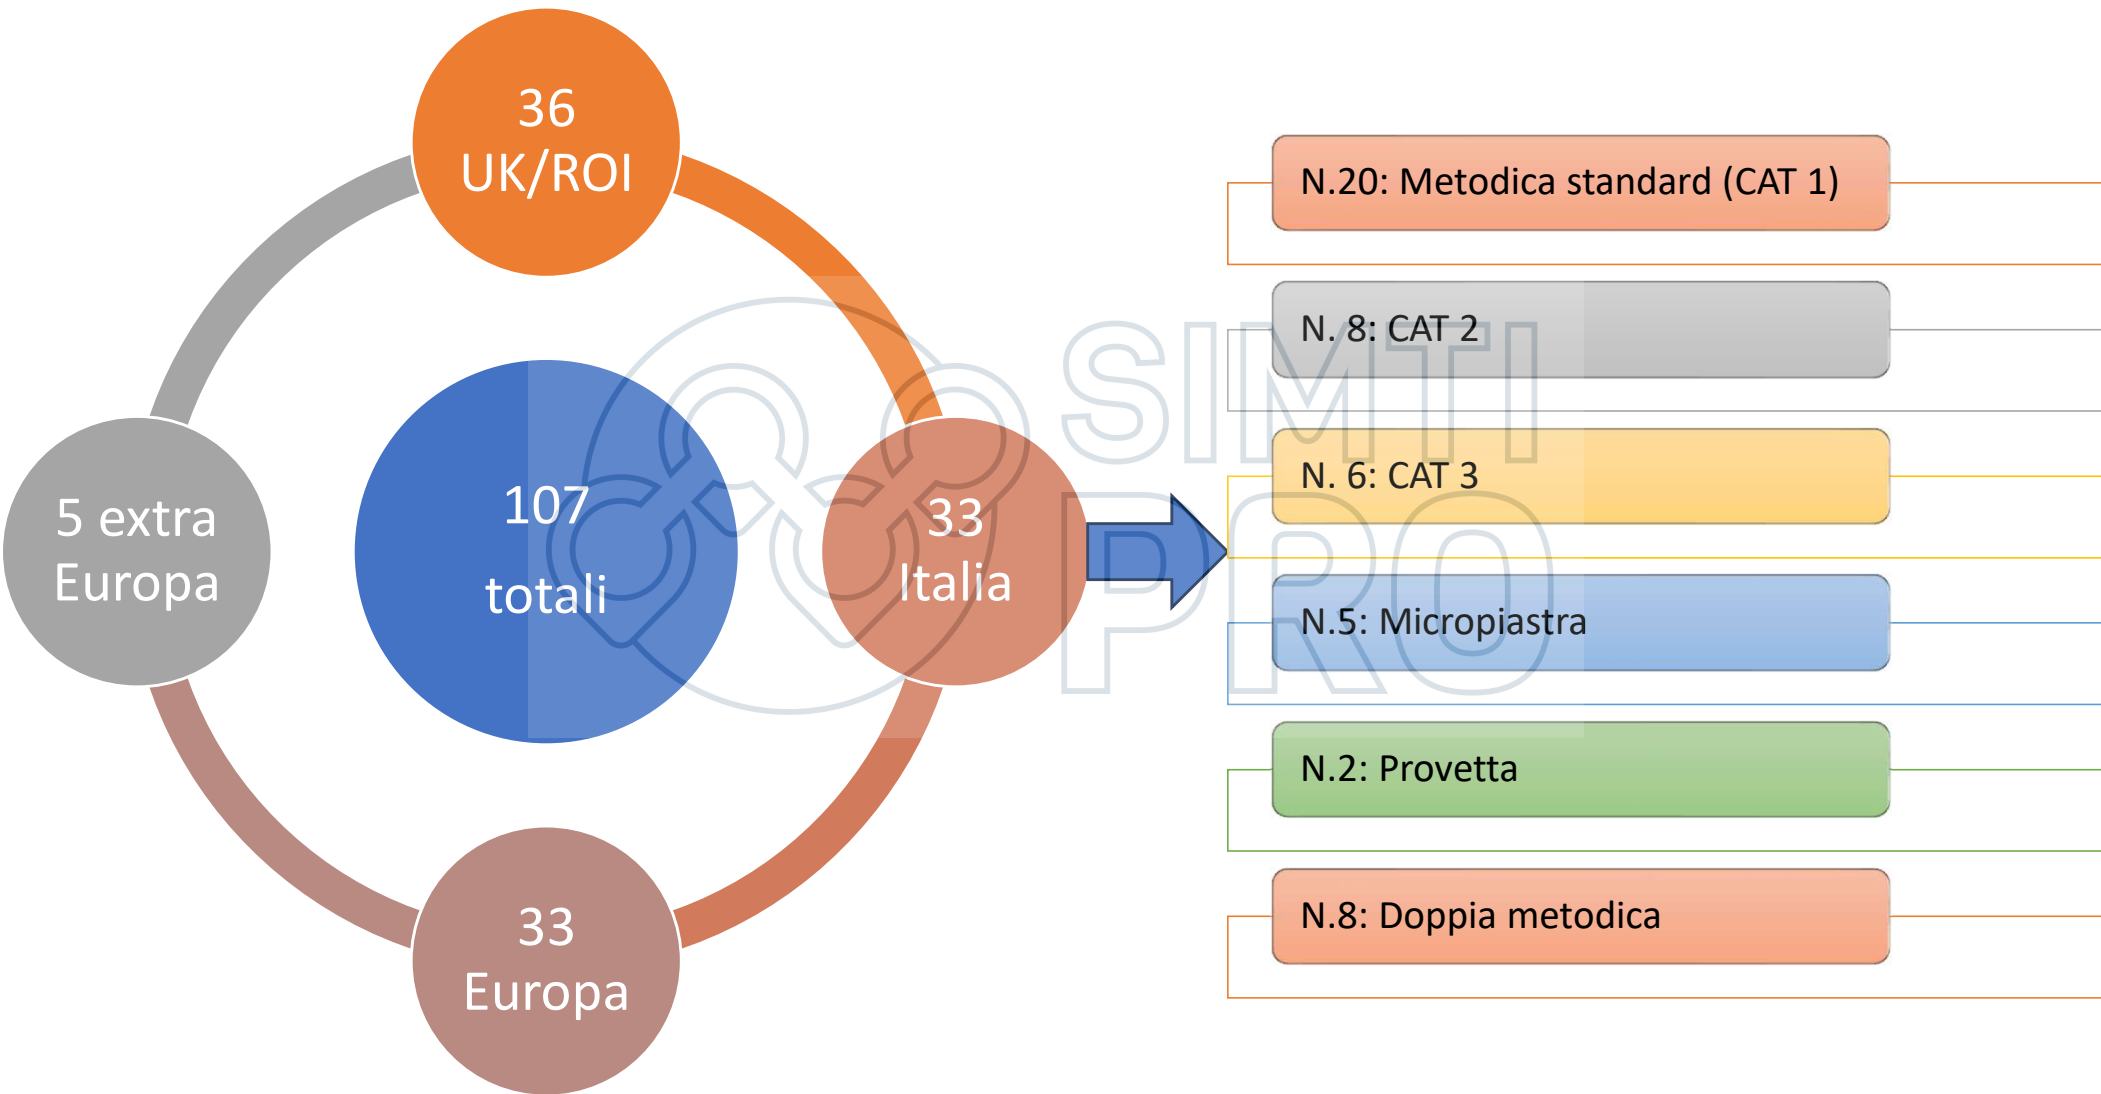 36
UK/ROI
5 extra
Europa
107
totali
33
Italia
33
Europa
N.20: Metodica standard (CAT 1)
N. 8: CAT 2
N. 6: CAT 3
N.5: Micropiastra
N.2: Provetta
N.8: Doppia metodica
SIMTI
PRO